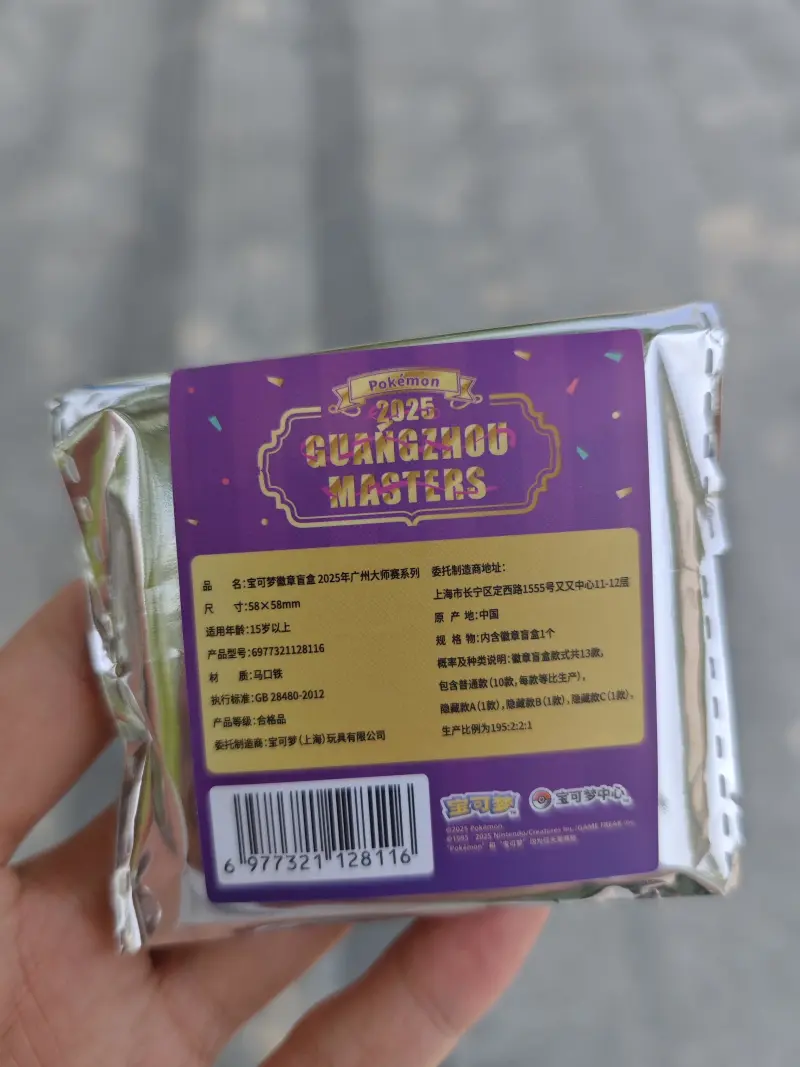 Pokémon
2025
GUANGZHOU
MASTERS
品 名:宝可梦徽章盲盒 2025年广州大师赛系列
尺 寸:58×58mm
适用年龄:15岁以上
产品型号:6977321128116
材 质:马口铁
执行标准:GB 28480-2012
产品等级:合格品
委托制造商:宝可梦(上海)玩具有限公司
委托制造商地址:
上海市长宁区定西路1555号又又中心11-12层
原 产 地:中国
规 格 物:内含徽章盲盒1个
概率及种类说明:徽章盲盒款式共13款,
包含普通款(10款,每款等比生产),
隐藏款A(1款),隐藏款B(1款),隐藏款C(1款),
生产比例为195:2:2:1
6 977321 128116
宝可梦
宝可梦中心
©2025 Pokémon
©1995–2025 Nintendo/Creatures Inc./GAME FREAK inc.